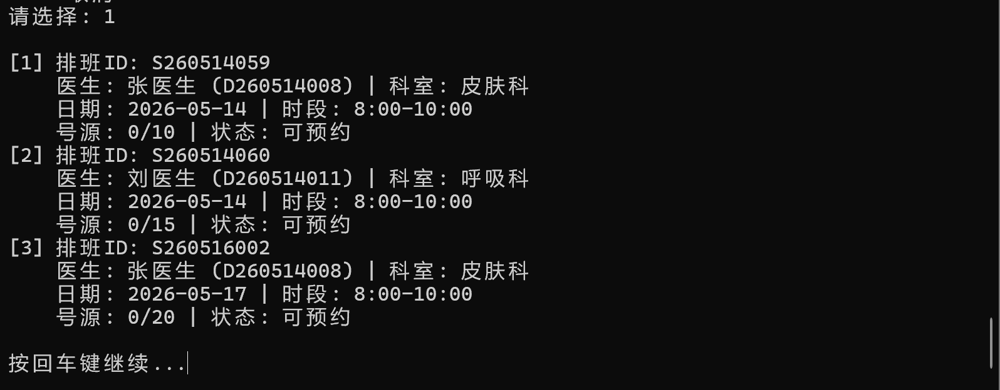 请选择: 1
[1] 排班ID: S260514059
医生: 张医生 (D260514008) | 科室: 皮肤科
日期: 2026-05-14 | 时段: 8:00-10:00
号源: 0/10 | 状态: 可预约
[2] 排班ID: S260514060
医生: 刘医生 (D260514011) | 科室: 呼吸科
日期: 2026-05-14 | 时段: 8:00-10:00
号源: 0/15 | 状态: 可预约
[3] 排班ID: S260516002
医生: 张医生 (D260514008) | 科室: 皮肤科
日期: 2026-05-17 | 时段: 8:00-10:00
号源: 0/20 | 状态: 可预约
按回车键继续...